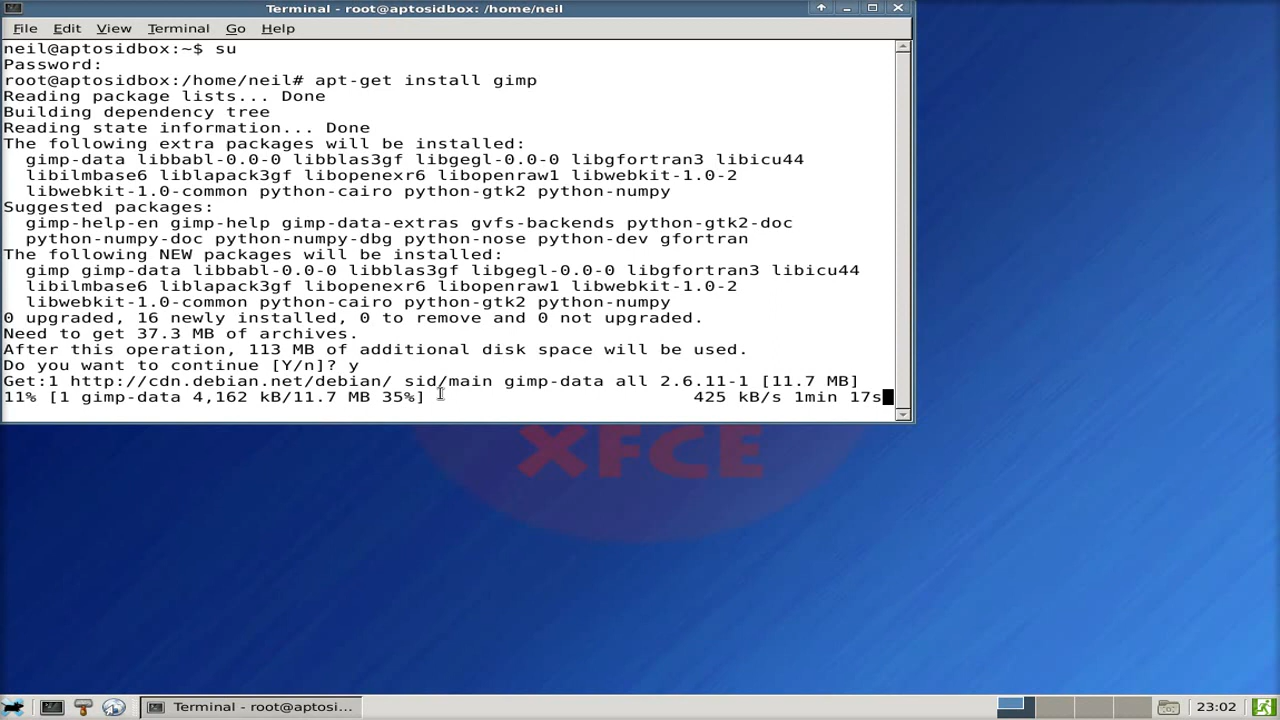 Terminal - root@aptosidbox: /home/neil
File Edit View Terminal Go Help
neil@aptosidbox:~$ su
Password:
root@aptosidbox:/home/neil# apt-get install gimp
Reading package lists... Done
Building dependency tree
Reading state information... Done
The following extra packages will be installed:
  gimp-data libbabl-0.0-0 libblas3gf libgegl-0.0-0 libgfortran3 libicu44
  libilmbase6 liblapack3gf libopenexr6 libopenraw1 libwebkit-1.0-2
  libwebkit-1.0-common python-cairo python-gtk2 python-numpy
Suggested packages:
  gimp-help-en gimp-help gimp-data-extras gvfs-backends python-gtk2-doc
  python-numpy-doc python-numpy-dbg python-nose python-dev gfortran
The following NEW packages will be installed:
  gimp gimp-data libbabl-0.0-0 libblas3gf libgegl-0.0-0 libgfortran3 libicu44
  libilmbase6 liblapack3gf libopenexr6 libopenraw1 libwebkit-1.0-2
  libwebkit-1.0-common python-cairo python-gtk2 python-numpy
0 upgraded, 16 newly installed, 0 to remove and 0 not upgraded.
Need to get 37.3 MB of archives.
After this operation, 113 MB of additional disk space will be used.
Do you want to continue [Y/n]? y
Get:1 http://cdn.debian.net/debian/ sid/main gimp-data all 2.6.11-1 [11.7 MB]
11% [1 gimp-data 4,162 kB/11.7 MB 35%] 425 kB/s 1min 17s
XFCE
Terminal - root@aptosi...
23:02